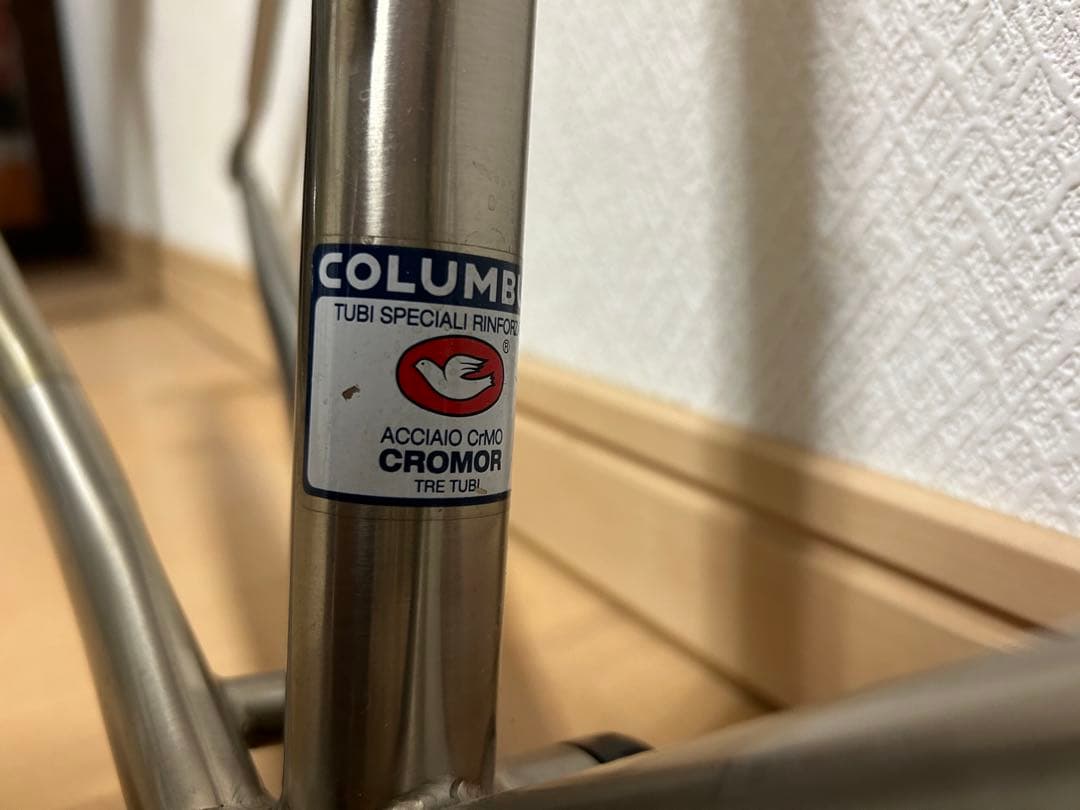 COLUMBU
TUBI SPECIALI RINFORZ
®
ACCIAIO CrMO
CROMOR
TRE TUBI